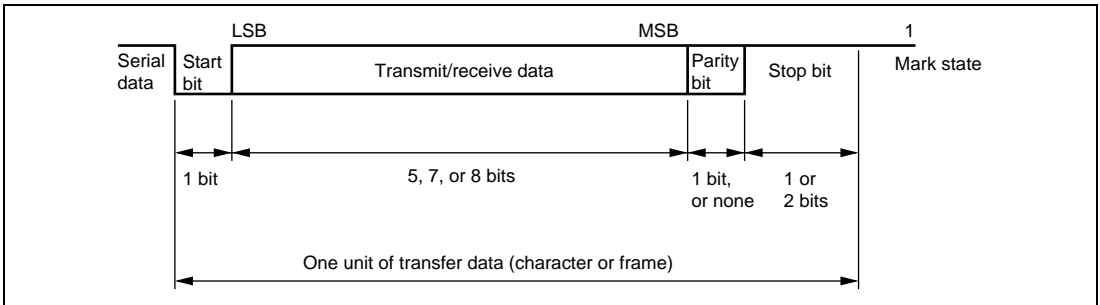 LSB
MSB
1
Serial
data
Start
bit
Transmit/receive data
Parity
bit
Stop bit
Mark state
1 bit
5, 7, or 8 bits
1 bit,
or none
1 or
2 bits
One unit of transfer data (character or frame)